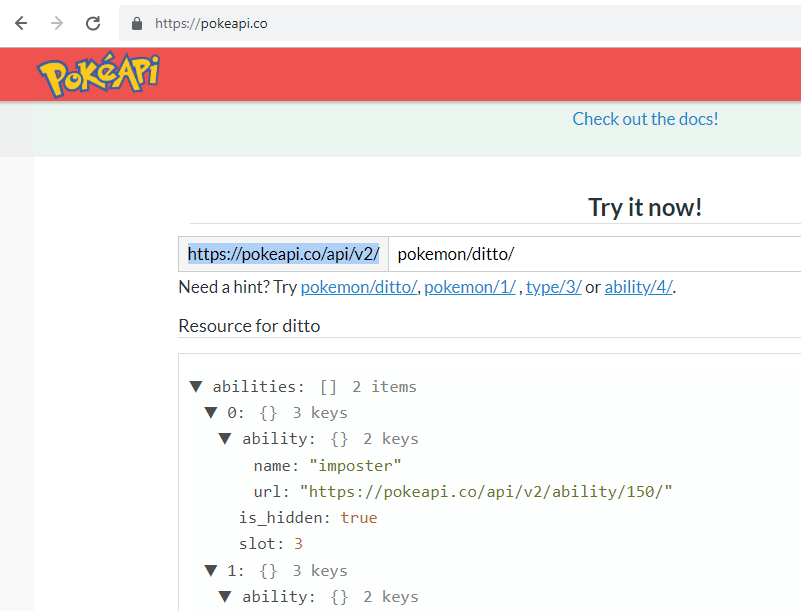 https://pokeapi.co
PokéAPi
Check out the docs!
Try it now!
https://pokeapi.co/api/v2/ pokemon/ditto/
Need a hint? Try pokemon/ditto/, pokemon/1/ , type/3/ or ability/4/.
Resource for ditto
▼ abilities: [] 2 items
▼ 0: {} 3 keys
▼ ability: {} 2 keys
name: "imposter"
url: "https://pokeapi.co/api/v2/ability/150/"
is_hidden: true
slot: 3
▼ 1: {} 3 keys
▼ ability: {} 2 keys